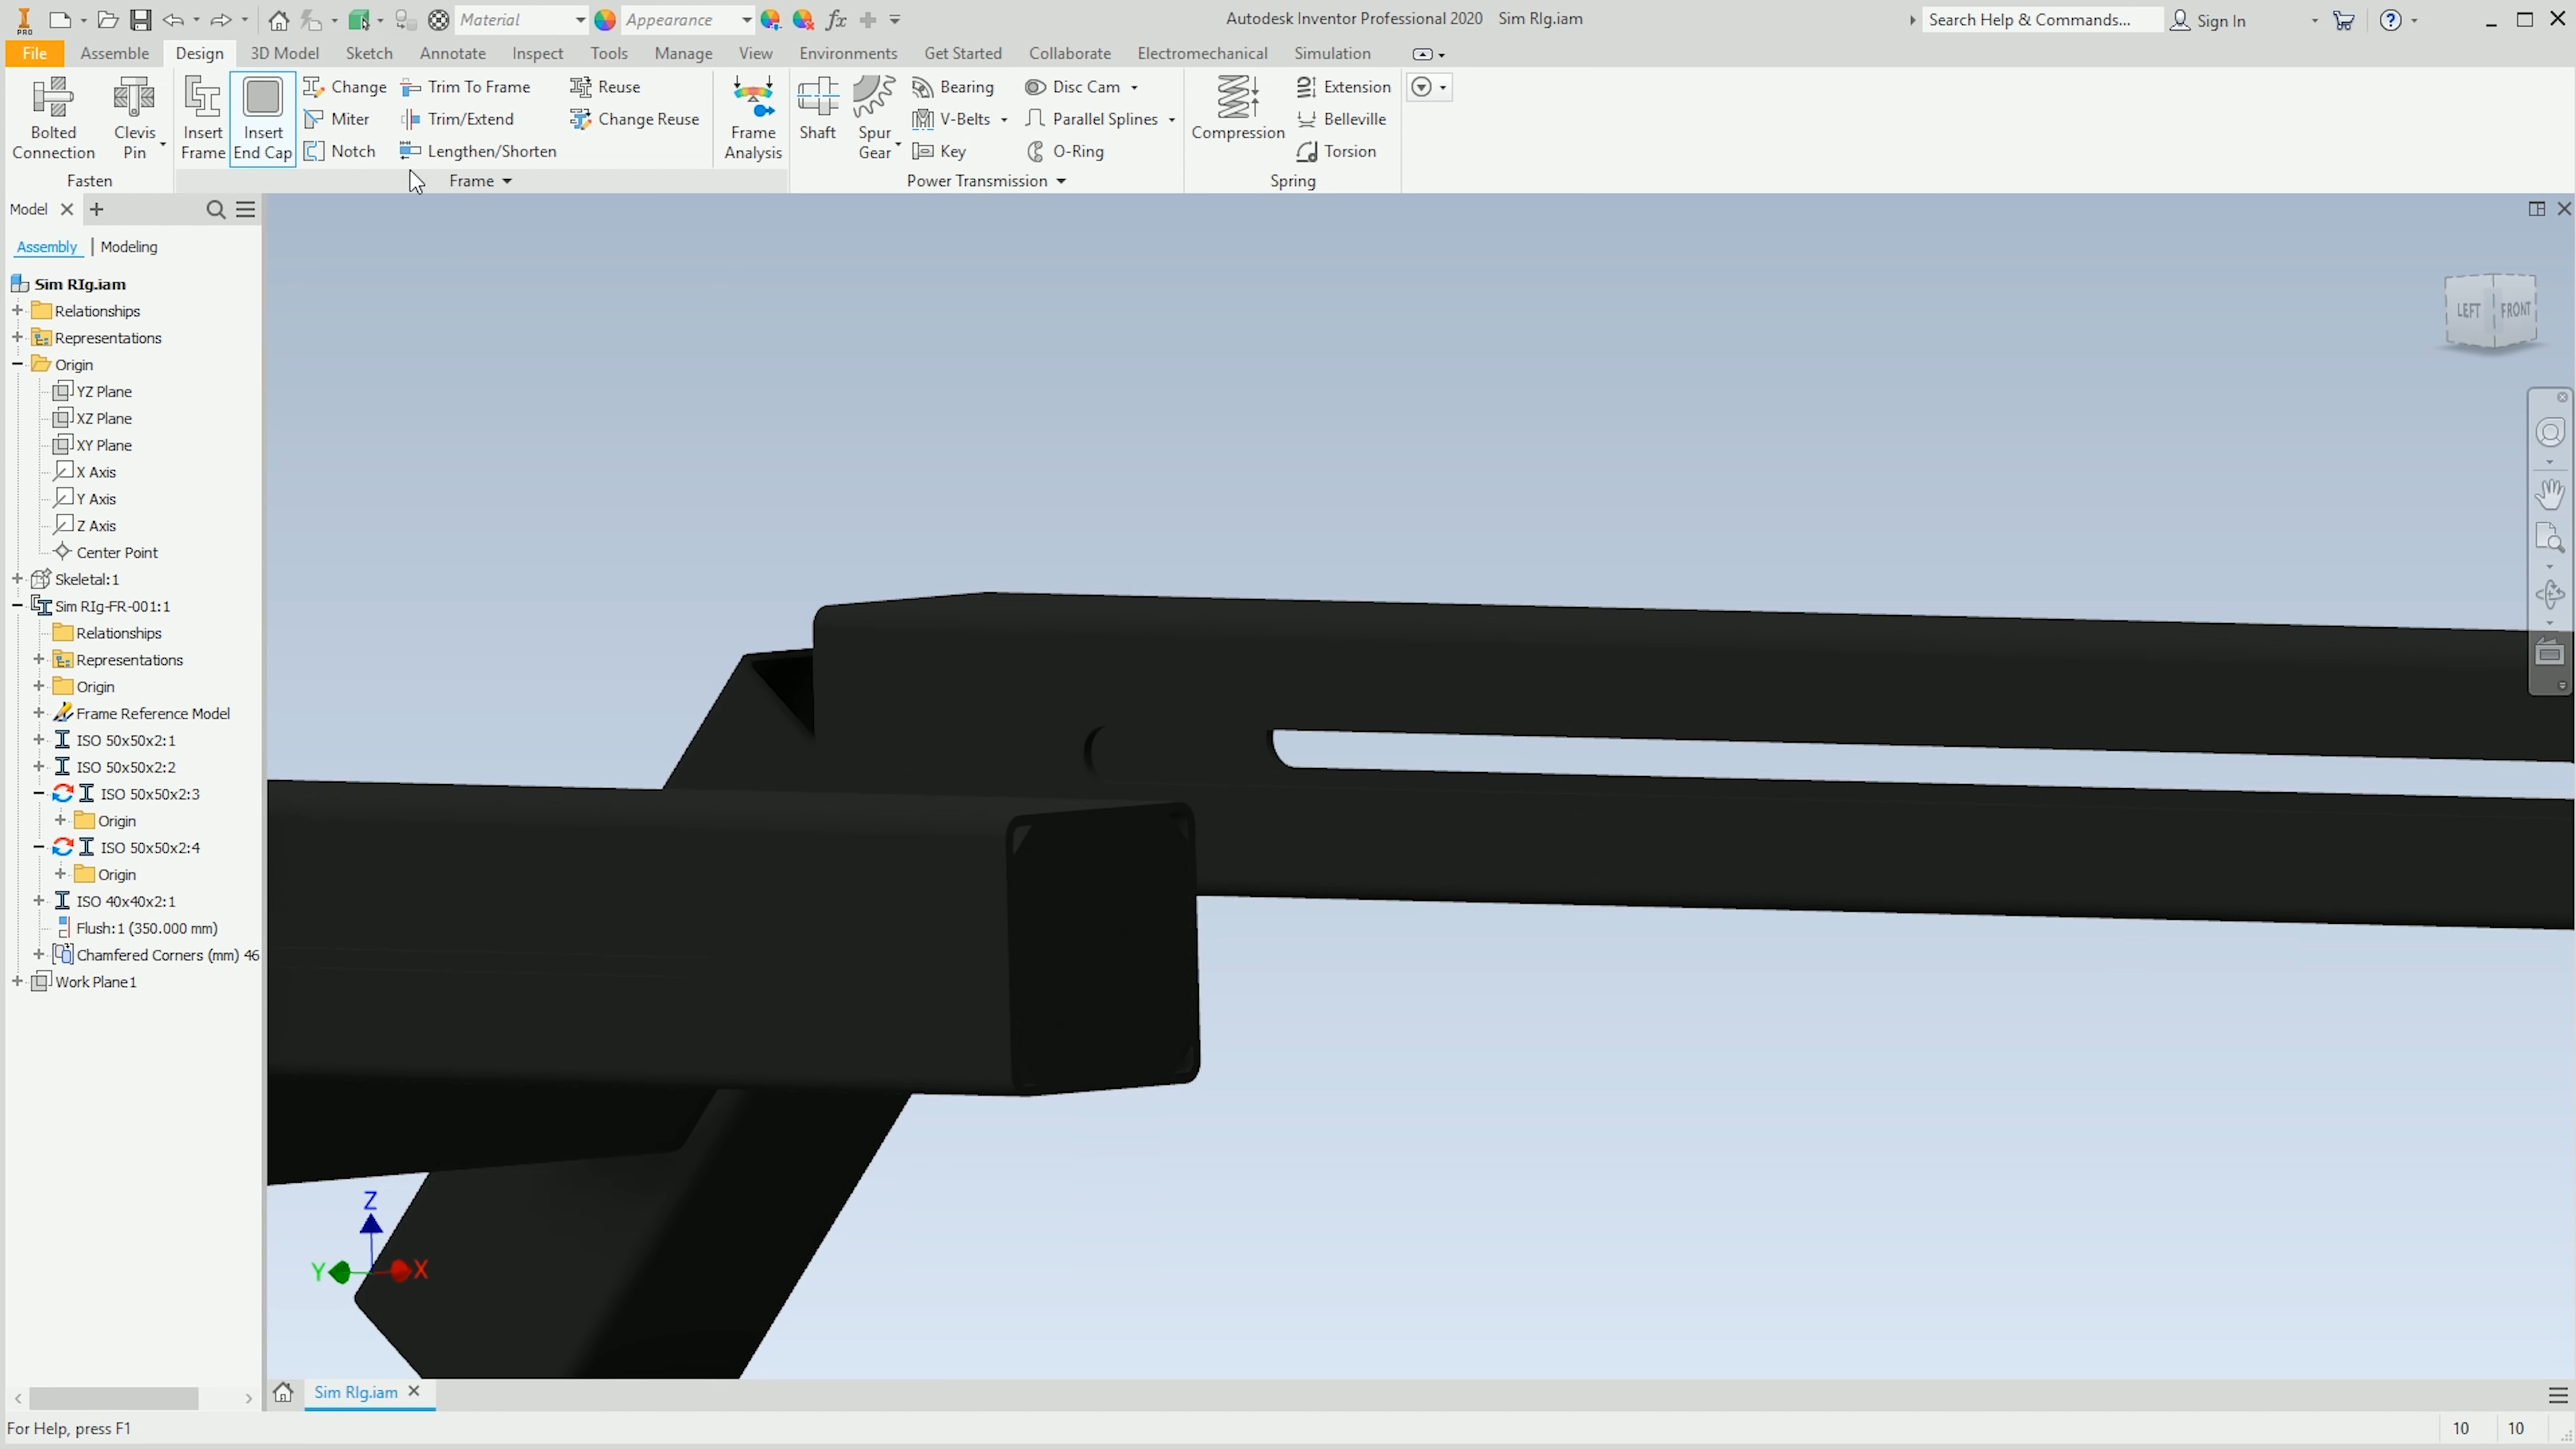 PRO Material Appearance fx Autodesk Inventor Professional 2020 Sim RIg.iam Search Help & Commands... Sign In
File Assemble Design 3D Model Sketch Annotate Inspect Tools Manage View Environments Get Started Collaborate Electromechanical Simulation
Bolted Connection
Clevis Pin
Insert Frame
Insert End Cap
Change
Miter
Notch
Trim To Frame
Trim/Extend
Lengthen/Shorten
Reuse
Change Reuse
Frame Analysis
Shaft
Spur Gear
Bearing
V-Belts
Key
Disc Cam
Parallel Splines
O-Ring
Compression
Extension
Belleville
Torsion
Fasten Frame Power Transmission Spring
Model
Assembly | Modeling
Sim RIg.iam
Relationships
Representations
Origin
YZ Plane
XZ Plane
XY Plane
X Axis
Y Axis
Z Axis
Center Point
Skeletal:1
Sim RIg-FR-001:1
Relationships
Representations
Origin
Frame Reference Model
ISO 50x50x2:1
ISO 50x50x2:2
ISO 50x50x2:3
Origin
ISO 50x50x2:4
Origin
ISO 40x40x2:1
Flush:1 (350.000 mm)
Chamfered Corners (mm) 46
Work Plane1
LEFT FRONT
Z
Y X
Sim RIg.iam
For Help, press F1 10 10